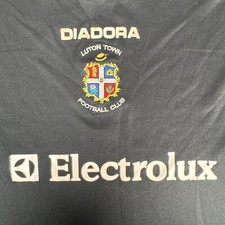 DIADORA
LUTON TOWN
FOOTBALL CLUB
Electrolux